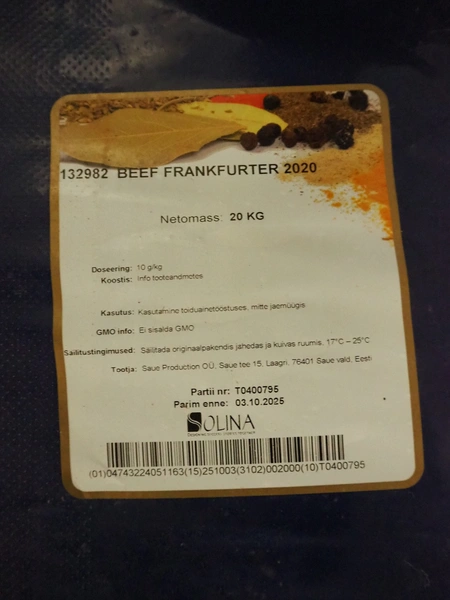 132982 BEEF FRANKFURTER 2020
Netomass: 20 KG
Doseering: 10 g/kg
Koostis: Info tooteandmetes
Kasutus: Kasutamine toiduainetööstuses, mitte jaemüügis
GMO info: Ei sisalda GMO
Säilitustingimused: Säilitada originaalpakendis jahedas ja kuivas ruumis. 17°C – 25°C
Tootja: Saue Production OÜ, Saue tee 15, Laagri, 76401 Saue vald, Eesti
Partii nr: T0400795
Parim enne: 03.10.2025
SOLINA
(01)04743224051163(15)251003(3102)002000(10)T0400795